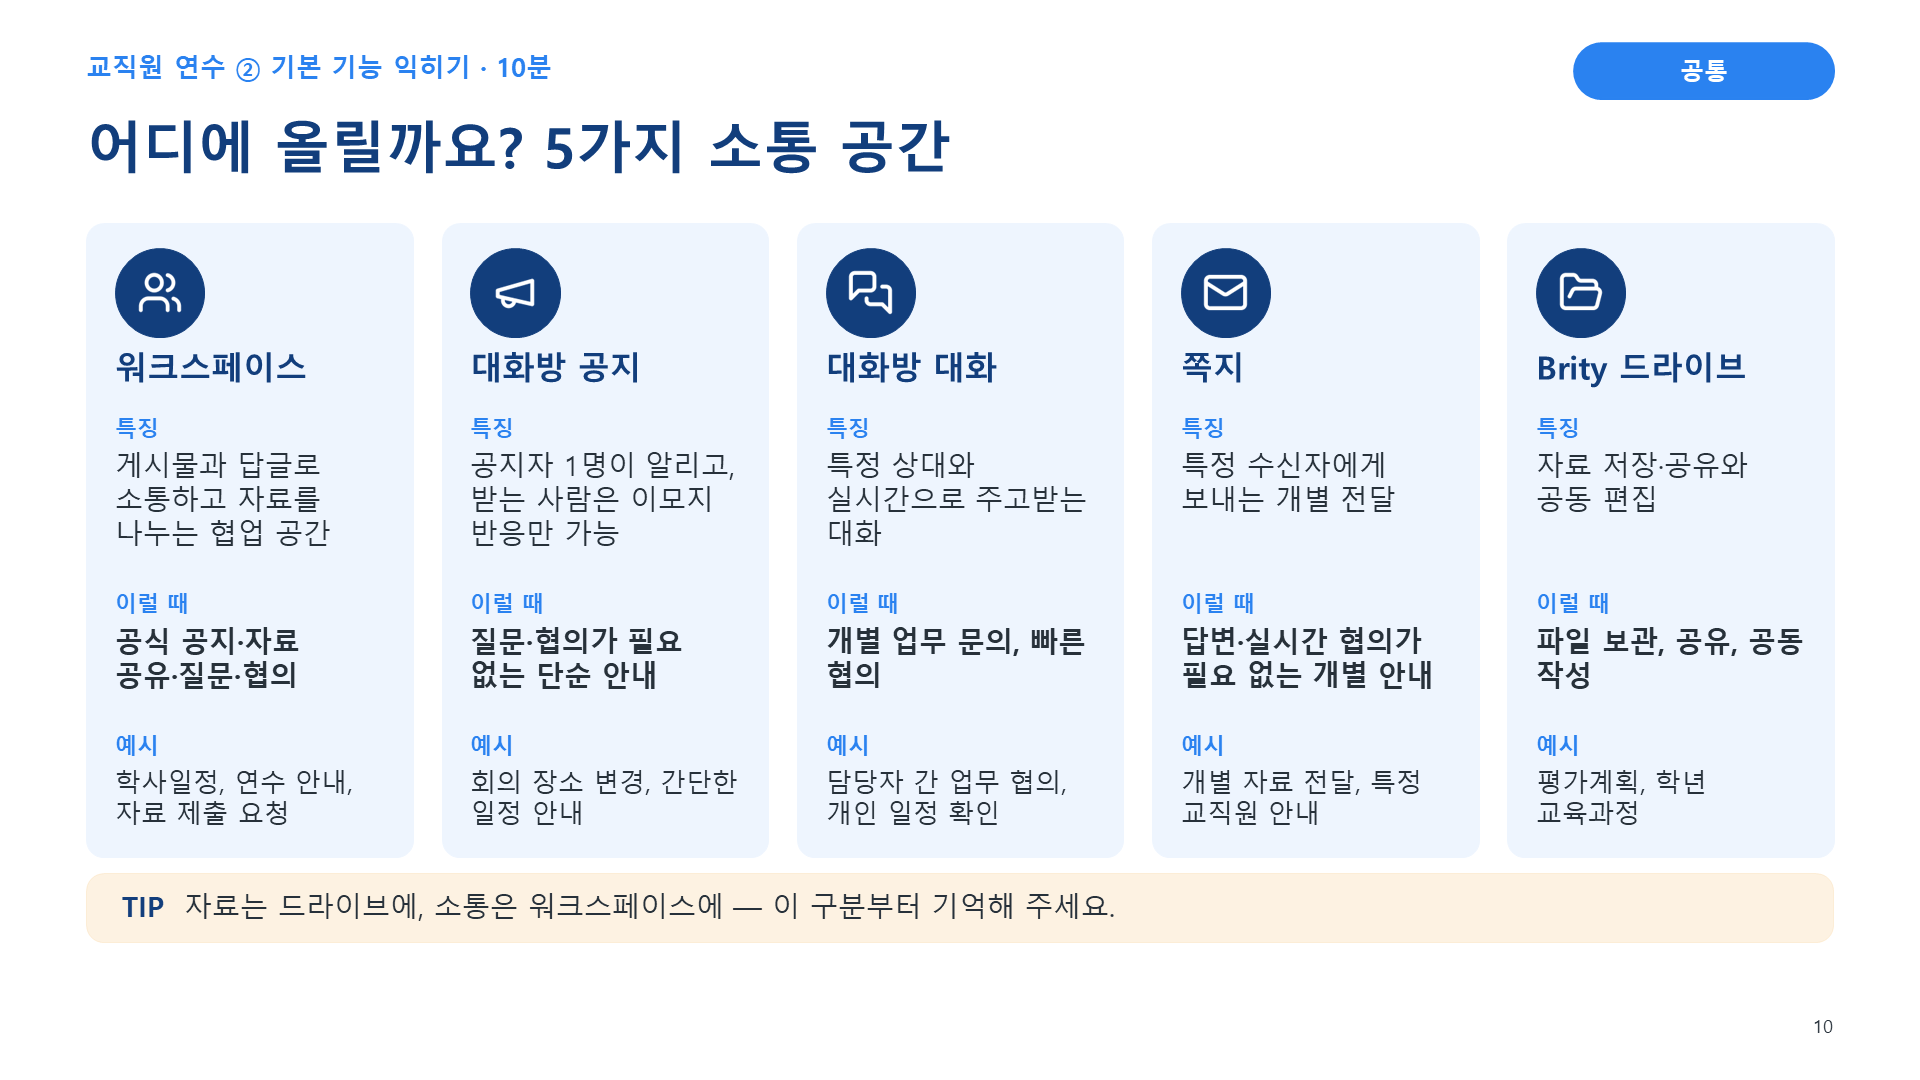 교직원 연수 ② 기본 기능 익히기 · 10분
공통
어디에 올릴까요? 5가지 소통 공간
워크스페이스
특징
게시물과 답글로
소통하고 자료를
나누는 협업 공간
이럴 때
공식 공지·자료
공유·질문·협의
예시
학사일정, 연수 안내,
자료 제출 요청
대화방 공지
특징
공지자 1명이 알리고,
받는 사람은 이모지
반응만 가능
이럴 때
질문·협의가 필요
없는 단순 안내
예시
회의 장소 변경, 간단한
일정 안내
대화방 대화
특징
특정 상대와
실시간으로 주고받는
대화
이럴 때
개별 업무 문의, 빠른
협의
예시
담당자 간 업무 협의,
개인 일정 확인
쪽지
특징
특정 수신자에게
보내는 개별 전달
이럴 때
답변·실시간 협의가
필요 없는 개별 안내
예시
개별 자료 전달, 특정
교직원 안내
Brity 드라이브
특징
자료 저장·공유와
공동 편집
이럴 때
파일 보관, 공유, 공동
작성
예시
평가계획, 학년
교육과정
TIP 자료는 드라이브에, 소통은 워크스페이스에 — 이 구분부터 기억해 주세요.
10